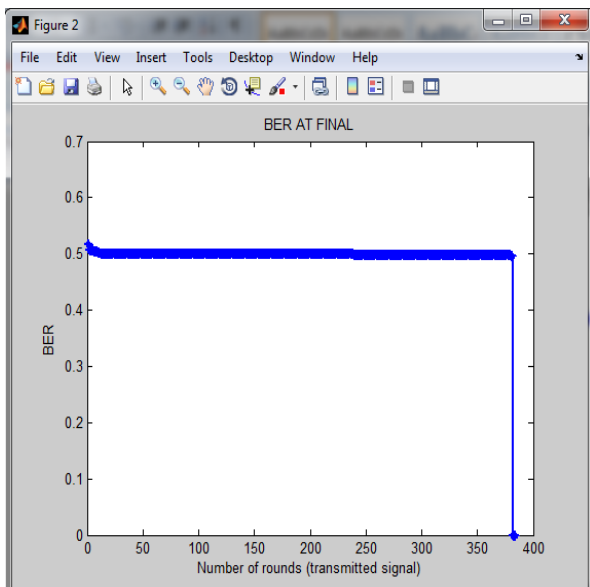 Figure 2
File Edit View Insert Tools Desktop Window Help
BER AT FINAL
0.7
0.6
0.5
0.4
0.3
0.2
0.1
0
BER
0 50 100 150 200 250 300 350 400
Number of rounds (transmitted signal)